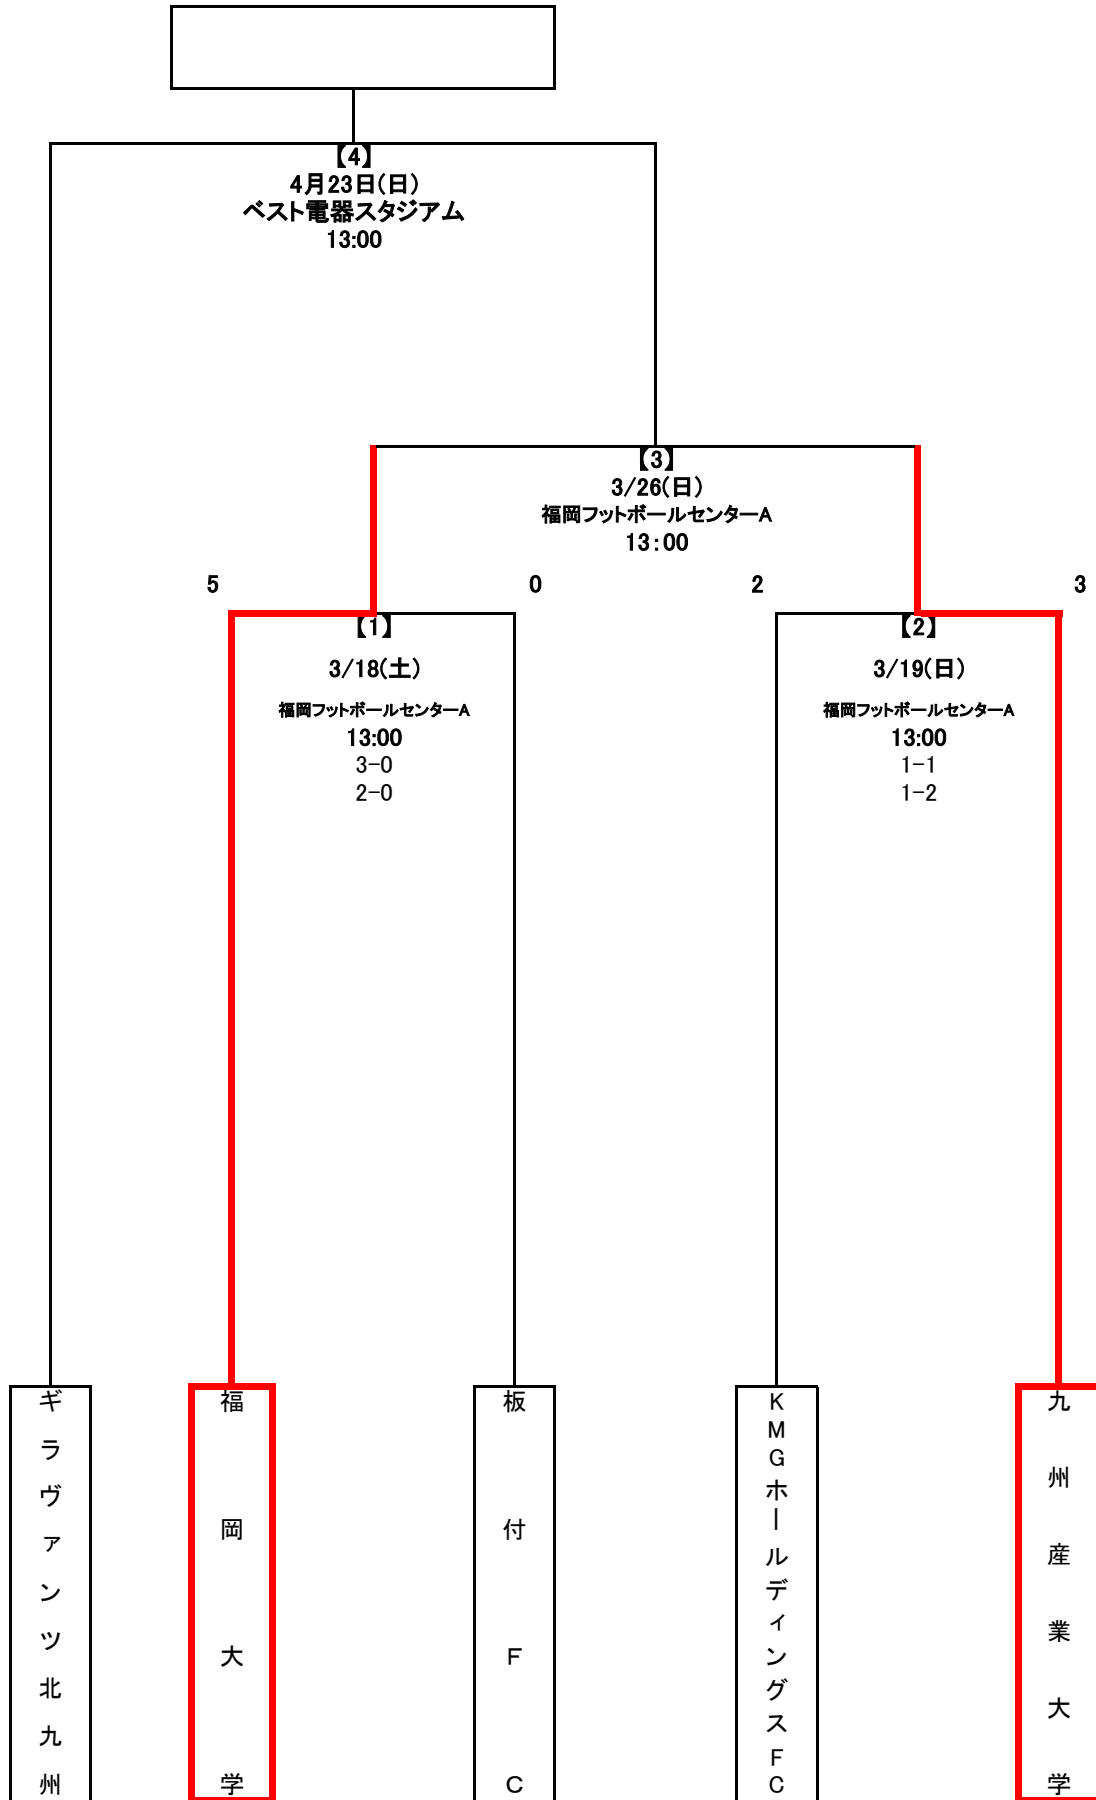 【4】
4月23日(日)
ベスト電器スタジアム
13:00
【3】
3/26(日)
福岡フットボールセンターA
13:00
5
0
2
3
【1】
3/18(土)
福岡フットボールセンターA
13:00
3-0
2-0
【2】
3/19(日)
福岡フットボールセンターA
13:00
1-1
1-2
ギラヴァンツ北九州
福岡大学
板付FC
KMGホールディングスFC
九州産業大学